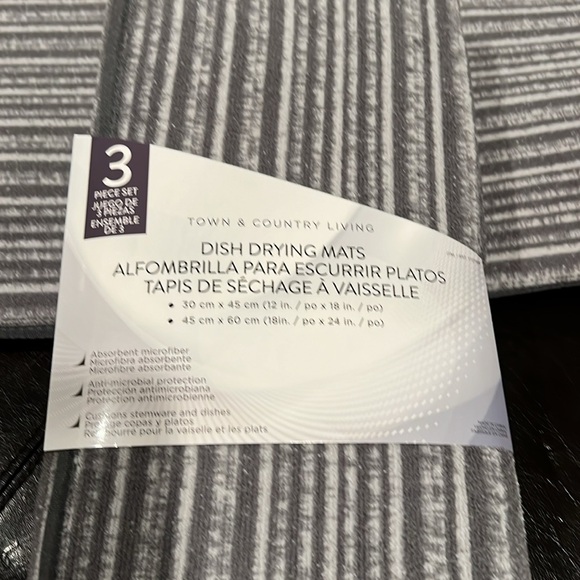 3
PIECE SET
JUEGO DE
3 PIEZAS
ENSEMBLE
DE 3
TOWN & COUNTRY LIVING
DISH DRYING MATS
ALFOMBRILLA PARA ESCURRIR PLATOS
TAPIS DE SÉCHAGE À VAISSELLE
• 30 cm x 45 cm (12 in. / po x 18 in. / po)
• 45 cm x 60 cm (18in. / po x 24 in. / po)
Absorbent microfiber
Microfibra absorbente
Microfibre absorbante
Anti-microbial protection
Protección antimicrobiana
Protection antimicrobienne
Cushions stemware and dishes
Protege copas y platos
Rembourré pour la vaiselle et les plats